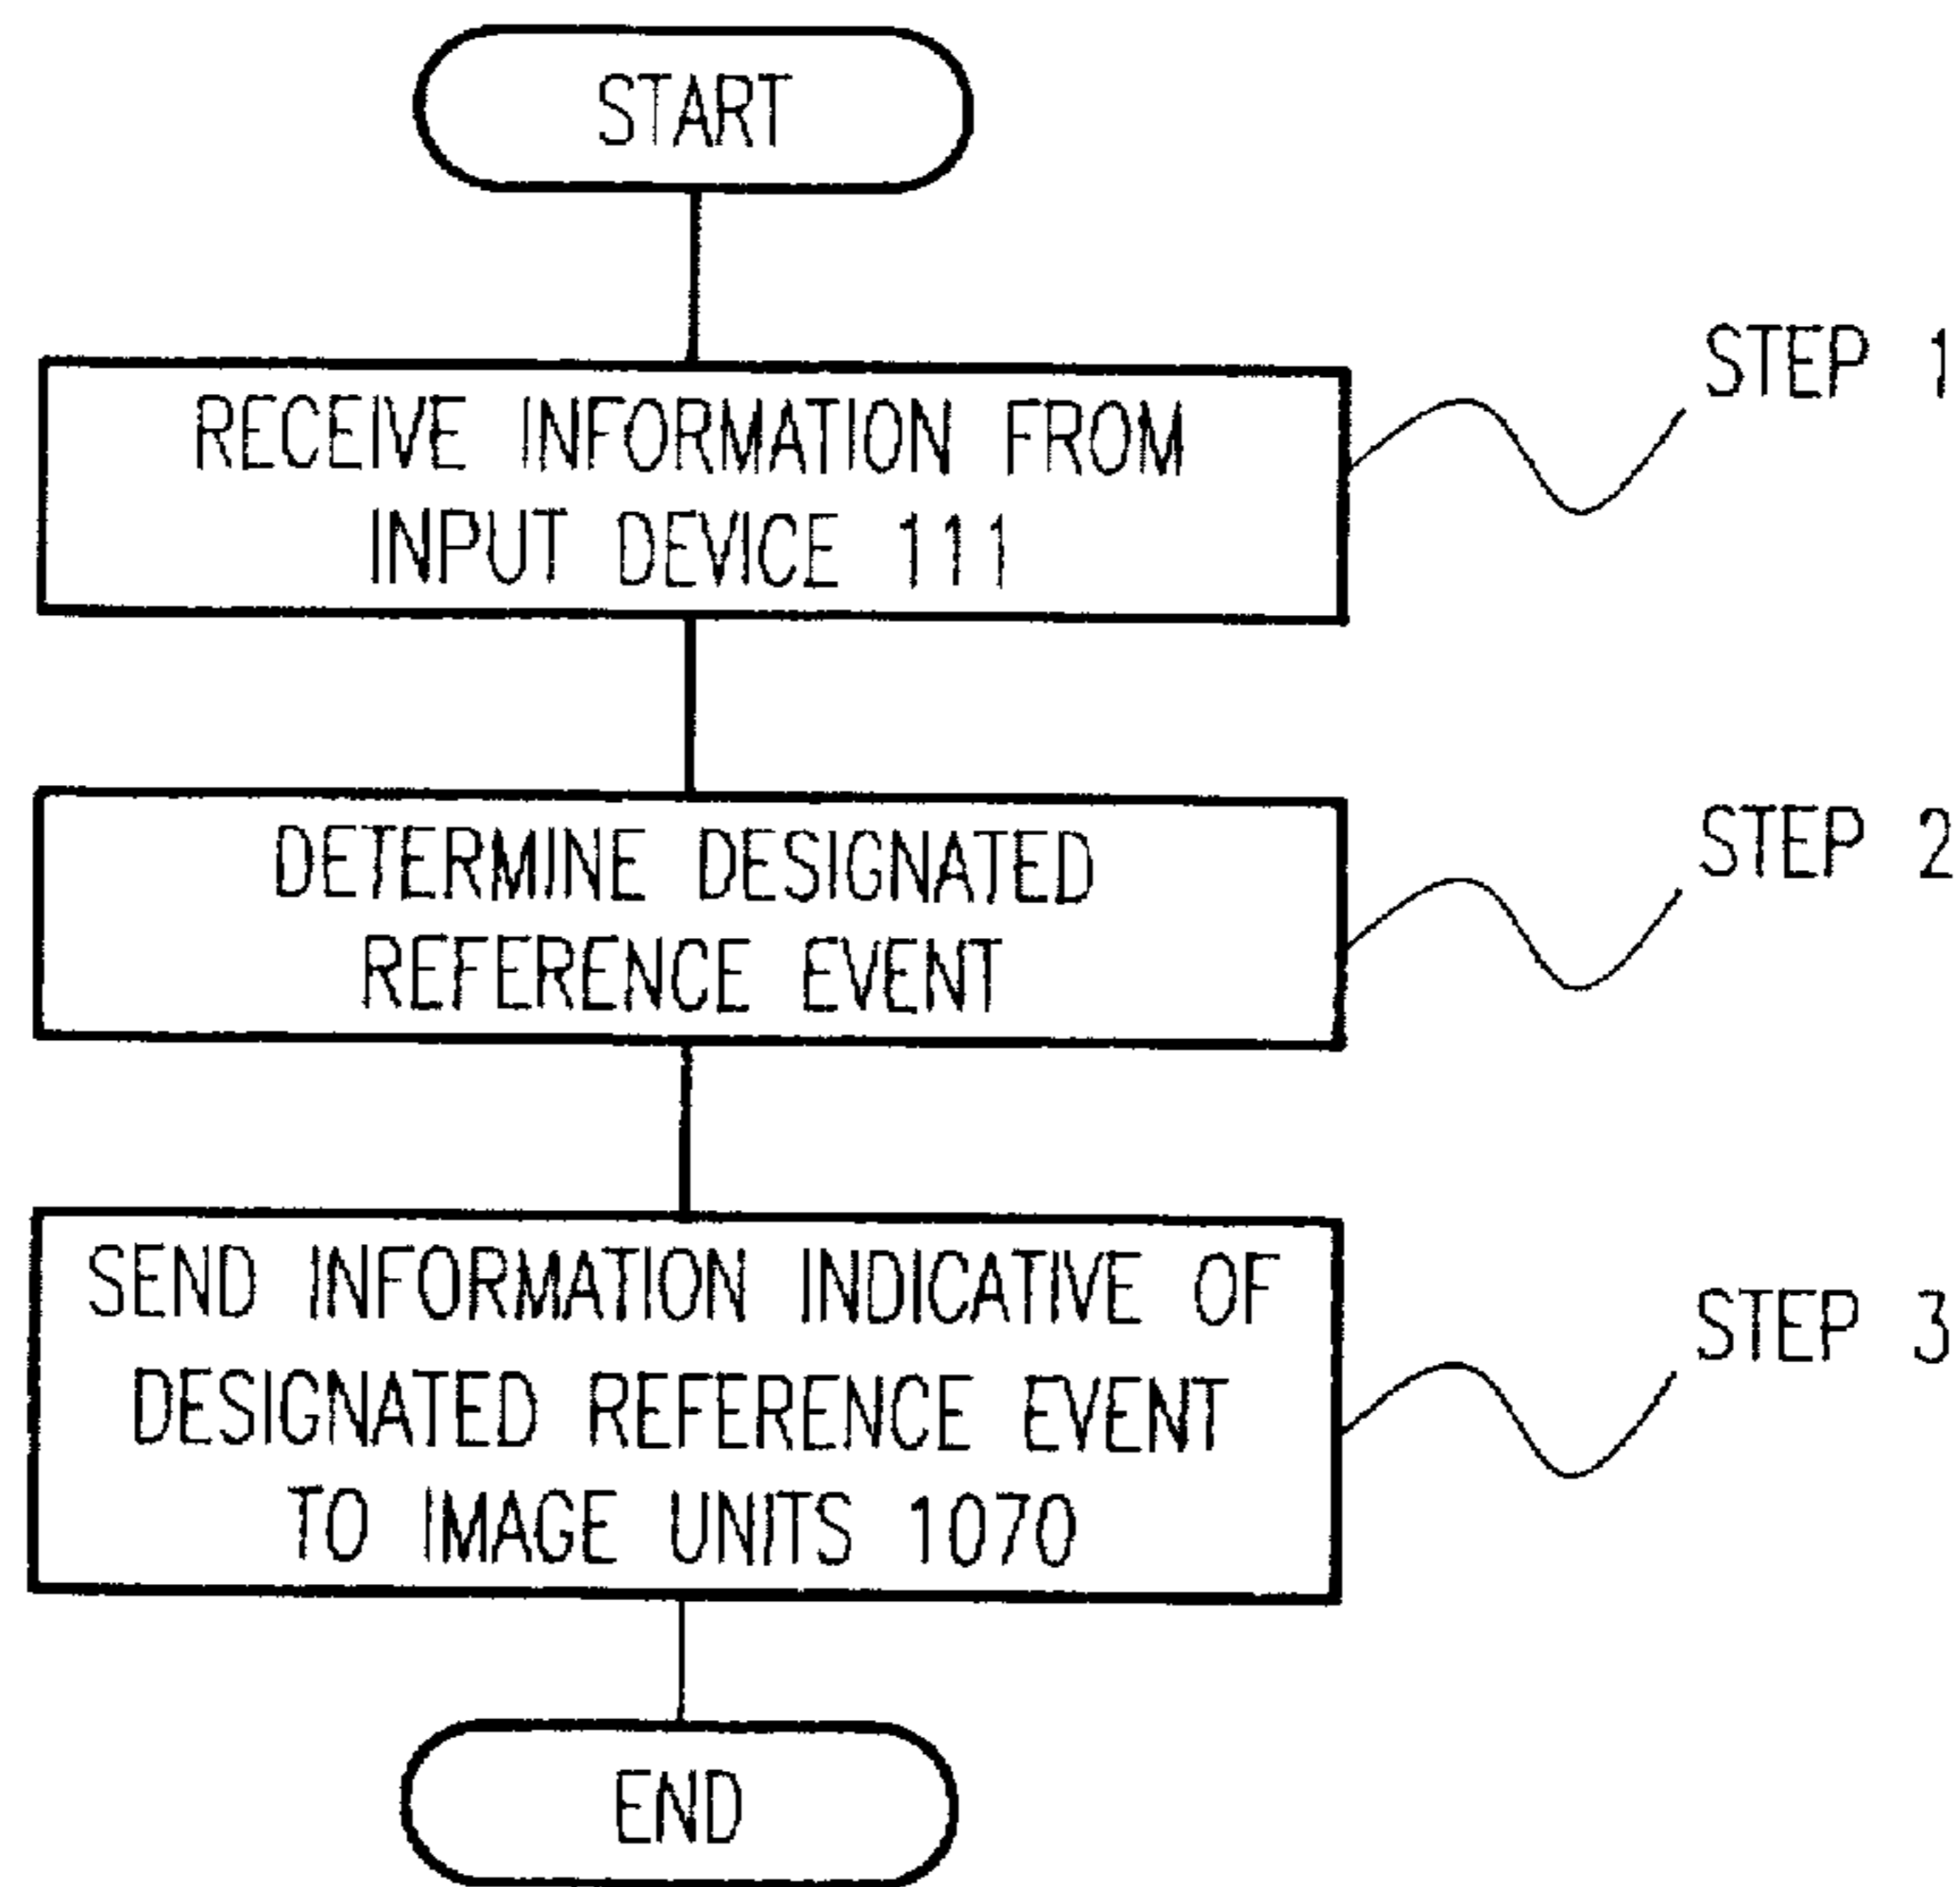 START
STEP 1
RECEIVE INFORMATION FROM
INPUT DEVICE 111
STEP 2
DETERMINE DESIGNATED
REFERENCE EVENT
STEP 3
SEND INFORMATION INDICATIVE OF
DESIGNATED REFERENCE EVENT
TO IMAGE UNITS 1070
END